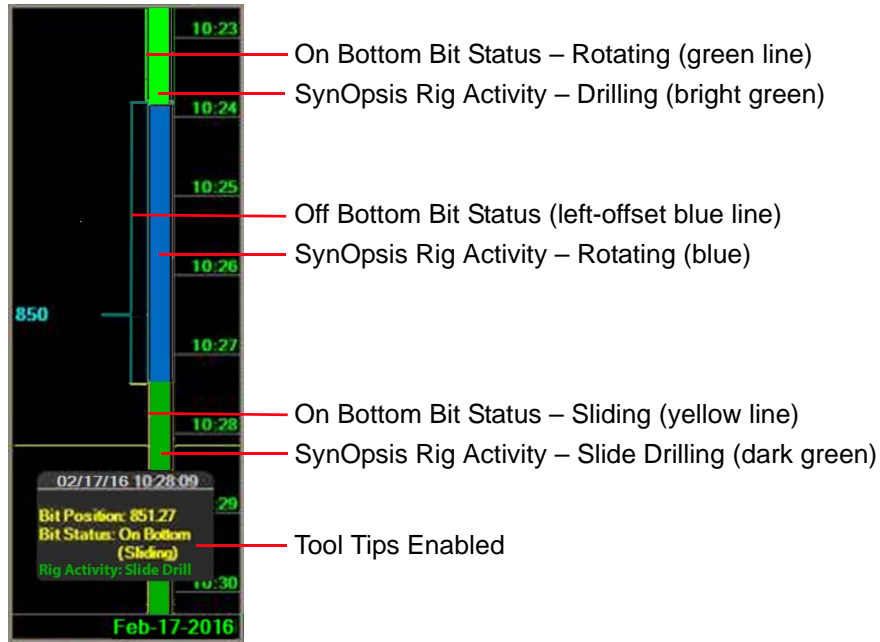 10:23
On Bottom Bit Status – Rotating (green line)
SynOpsis Rig Activity – Drilling (bright green)
10:24
10:25
Off Bottom Bit Status (left-offset blue line)
SynOpsis Rig Activity – Rotating (blue)
10:26
850
10:27
On Bottom Bit Status – Sliding (yellow line)
10:28
SynOpsis Rig Activity – Slide Drilling (dark green)
02/17/16 10:28:09
:29
Bit Position: 851.27
Bit Status: On Bottom
(Sliding)
Tool Tips Enabled
Rig Activity: Slide Drill
10:30
Feb-17-2016